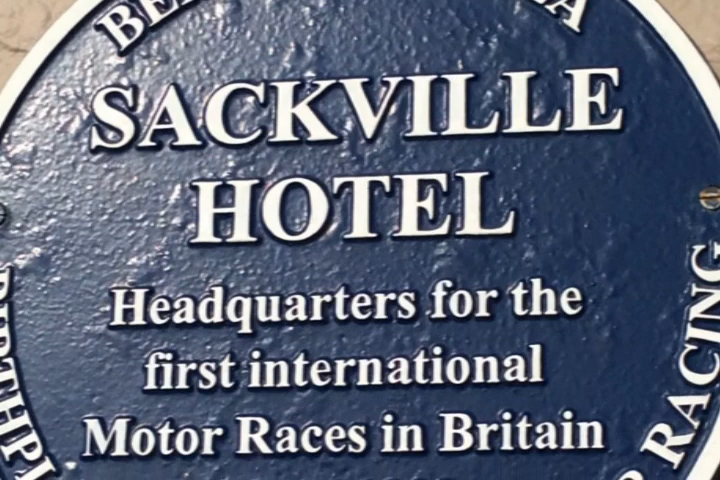 SACKVILLE
HOTEL
Headquarters for the
first international
Motor Races in Britain
RACING